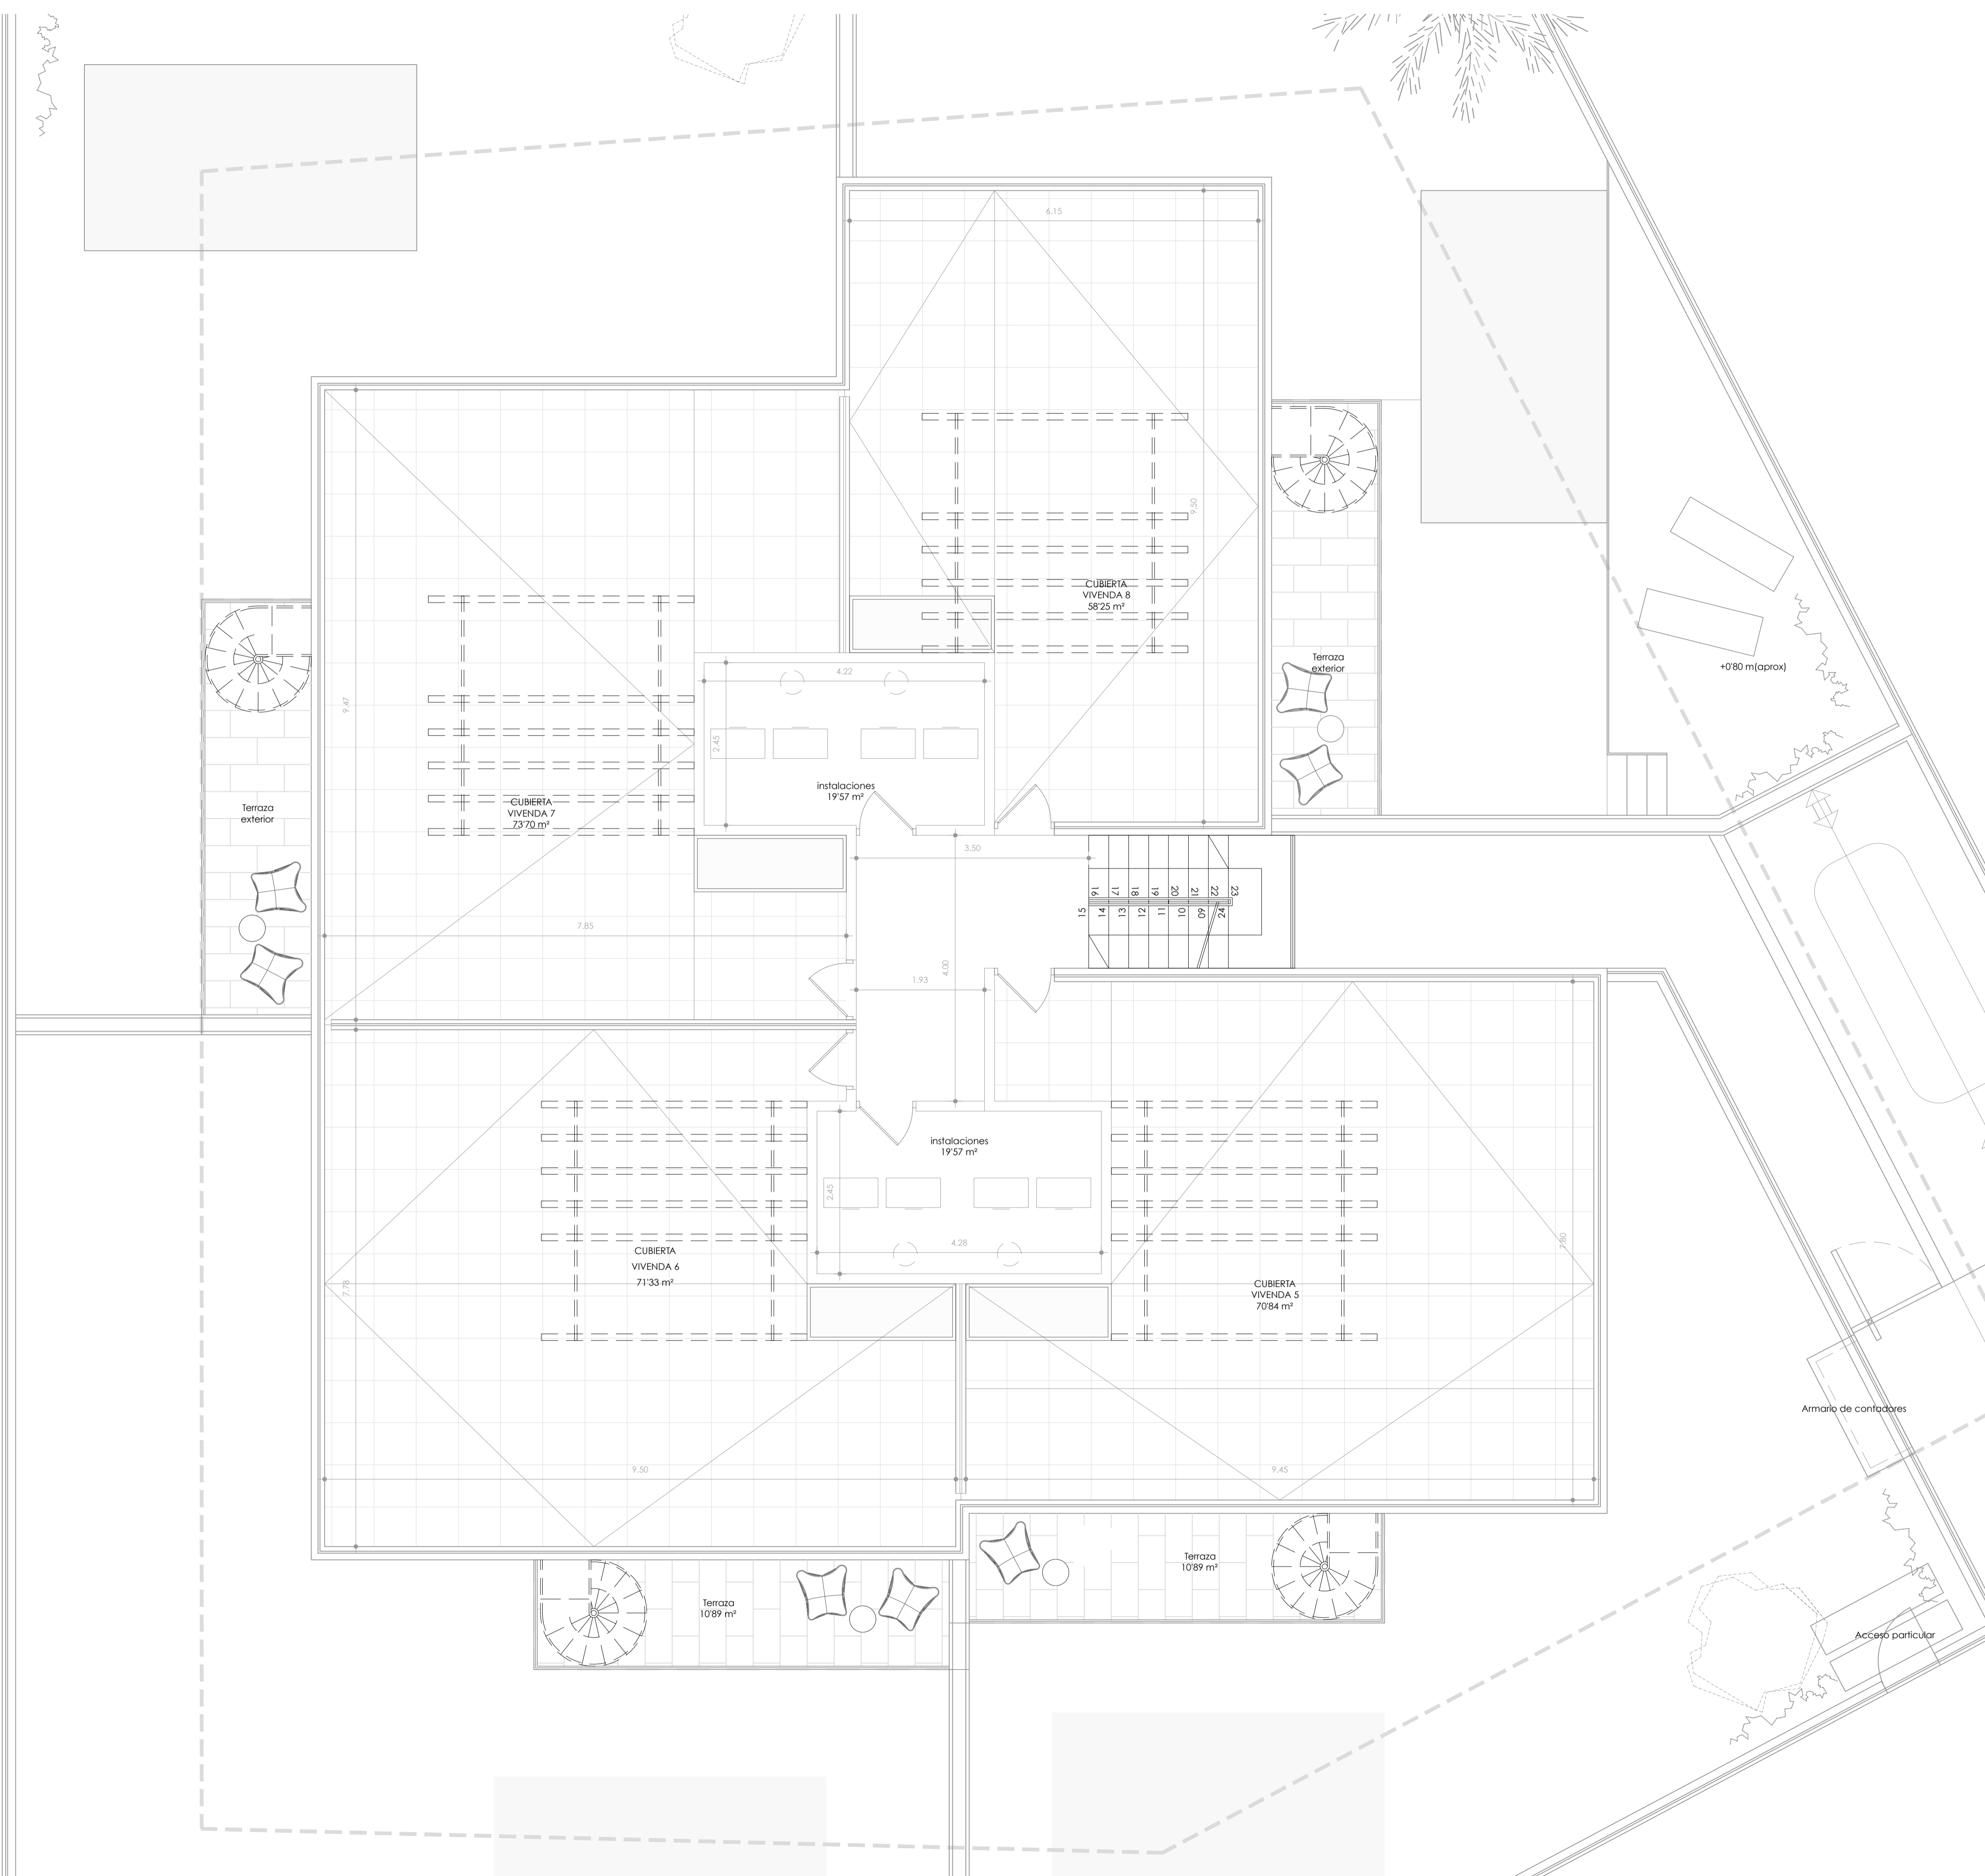 6.15
9.50
CUBIERTA
VIVENDA 8
58'25 m²
Terraza
exterior
+0'80 m(aprox)
4.22
9.47
2.45
instalaciones
19'57 m²
CUBIERTA
VIVENDA 7
73'70 m²
Terraza
exterior
3.50
16 17 18 19 20 21 22 23
15 14 13 12 11 10 09 24
7.85
4.00
1.93
instalaciones
19'57 m²
2.45
4.28
CUBIERTA
VIVENDA 6
71'33 m²
7.78
7.80
CUBIERTA
VIVENDA 5
70'84 m²
Armario de contadores
9.50
9.45
Terraza
10'89 m²
Terraza
10'89 m²
Acceso particular